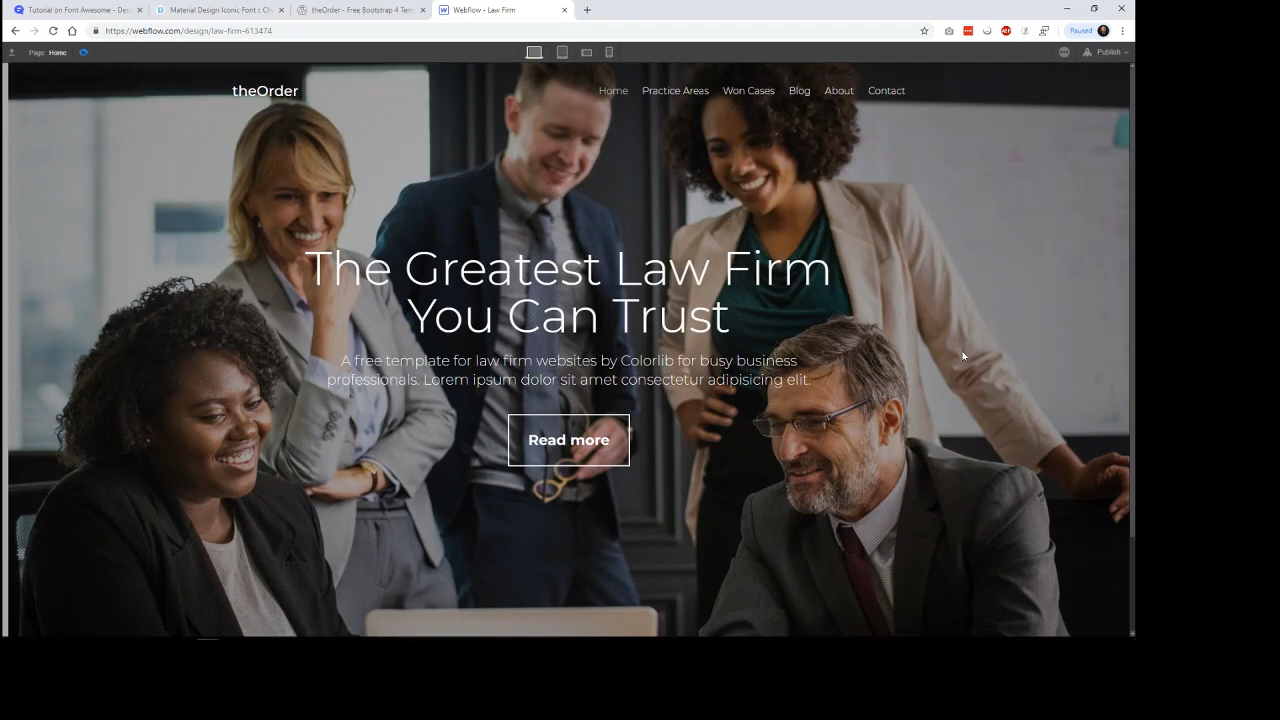 Tutorial on Font Awesome - Des
Material Design Iconic Font :: Ch
theOrder - Free Bootstrap 4 Tem
Webflow - Law Firm
https://webflow.com/design/law-firm-613474
Paused
Page: Home
Publish
theOrder
Home Practice Areas Won Cases Blog About Contact
The Greatest Law Firm
You Can Trust
A free template for law firm websites by Colorlib for busy business
professionals. Lorem ipsum dolor sit amet consectetur adipisicing elit.
Read more